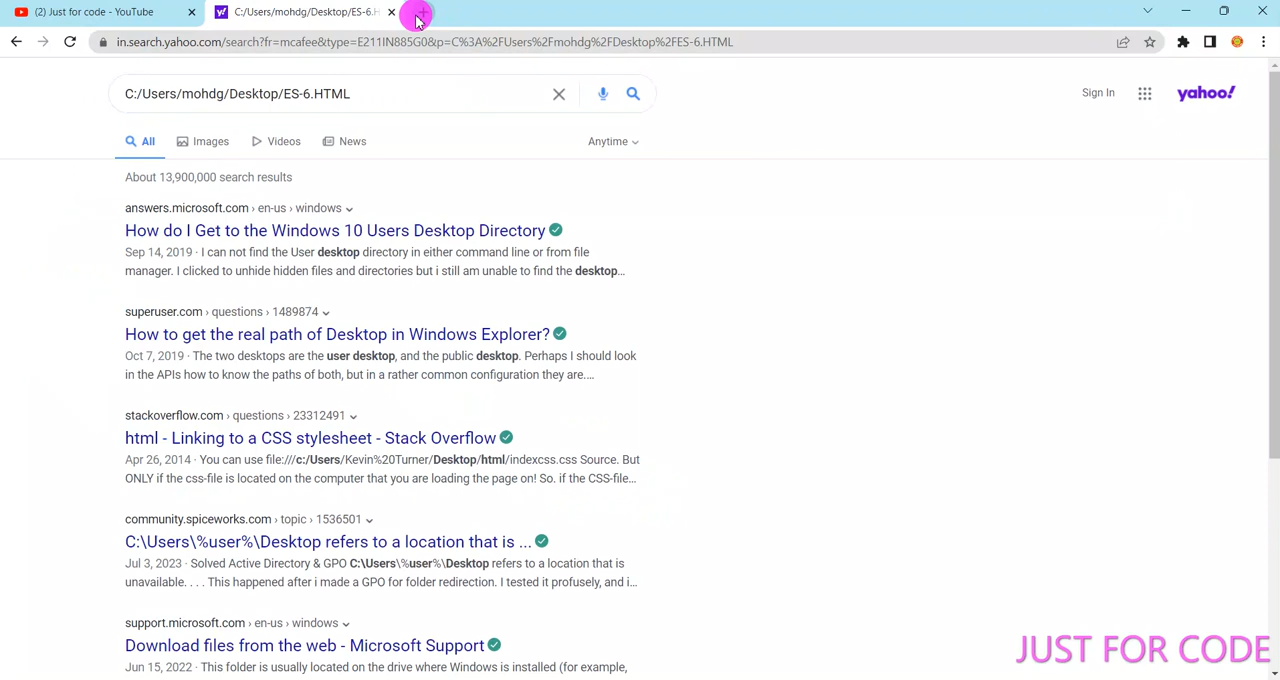 (2) Just for code - YouTube
C:/Users/mohdg/Desktop/ES-6.H
in.search.yahoo.com/search?fr=mcafee&type=E211IN885G0&p=C%3A%2FUsers%2Fmohdg%2FDesktop%2FES-6.HTML
C:/Users/mohdg/Desktop/ES-6.HTML
Sign In
yahoo!
All
Images
Videos
News
Anytime
About 13,900,000 search results
answers.microsoft.com › en-us › windows
How do I Get to the Windows 10 Users Desktop Directory
Sep 14, 2019 · I can not find the User desktop directory in either command line or from file
manager. I clicked to unhide hidden files and directories but i still am unable to find the desktop...
superuser.com › questions › 1489874
How to get the real path of Desktop in Windows Explorer?
Oct 7, 2019 · The two desktops are the user desktop, and the public desktop. Perhaps I should look
in the APIs how to know the paths of both, but in a rather common configuration they are....
stackoverflow.com › questions › 23312491
html - Linking to a CSS stylesheet - Stack Overflow
Apr 26, 2014 · You can use file:///c:/Users/Kevin%20Turner/Desktop/html/indexcss.css Source. But
ONLY if the css-file is located on the computer that you are loading the page on! So. if the CSS-file...
community.spiceworks.com › topic › 1536501
C:\Users\%user%\Desktop refers to a location that is ...
Jul 3, 2023 · Solved Active Directory & GPO C:\Users\%user%\Desktop refers to a location that is
unavailable. . . . This happened after i made a GPO for folder redirection. I tested it profusely, and i...
support.microsoft.com › en-us › windows
Download files from the web - Microsoft Support
Jun 15, 2022 · This folder is usually located on the drive where Windows is installed (for example,
JUST FOR CODE